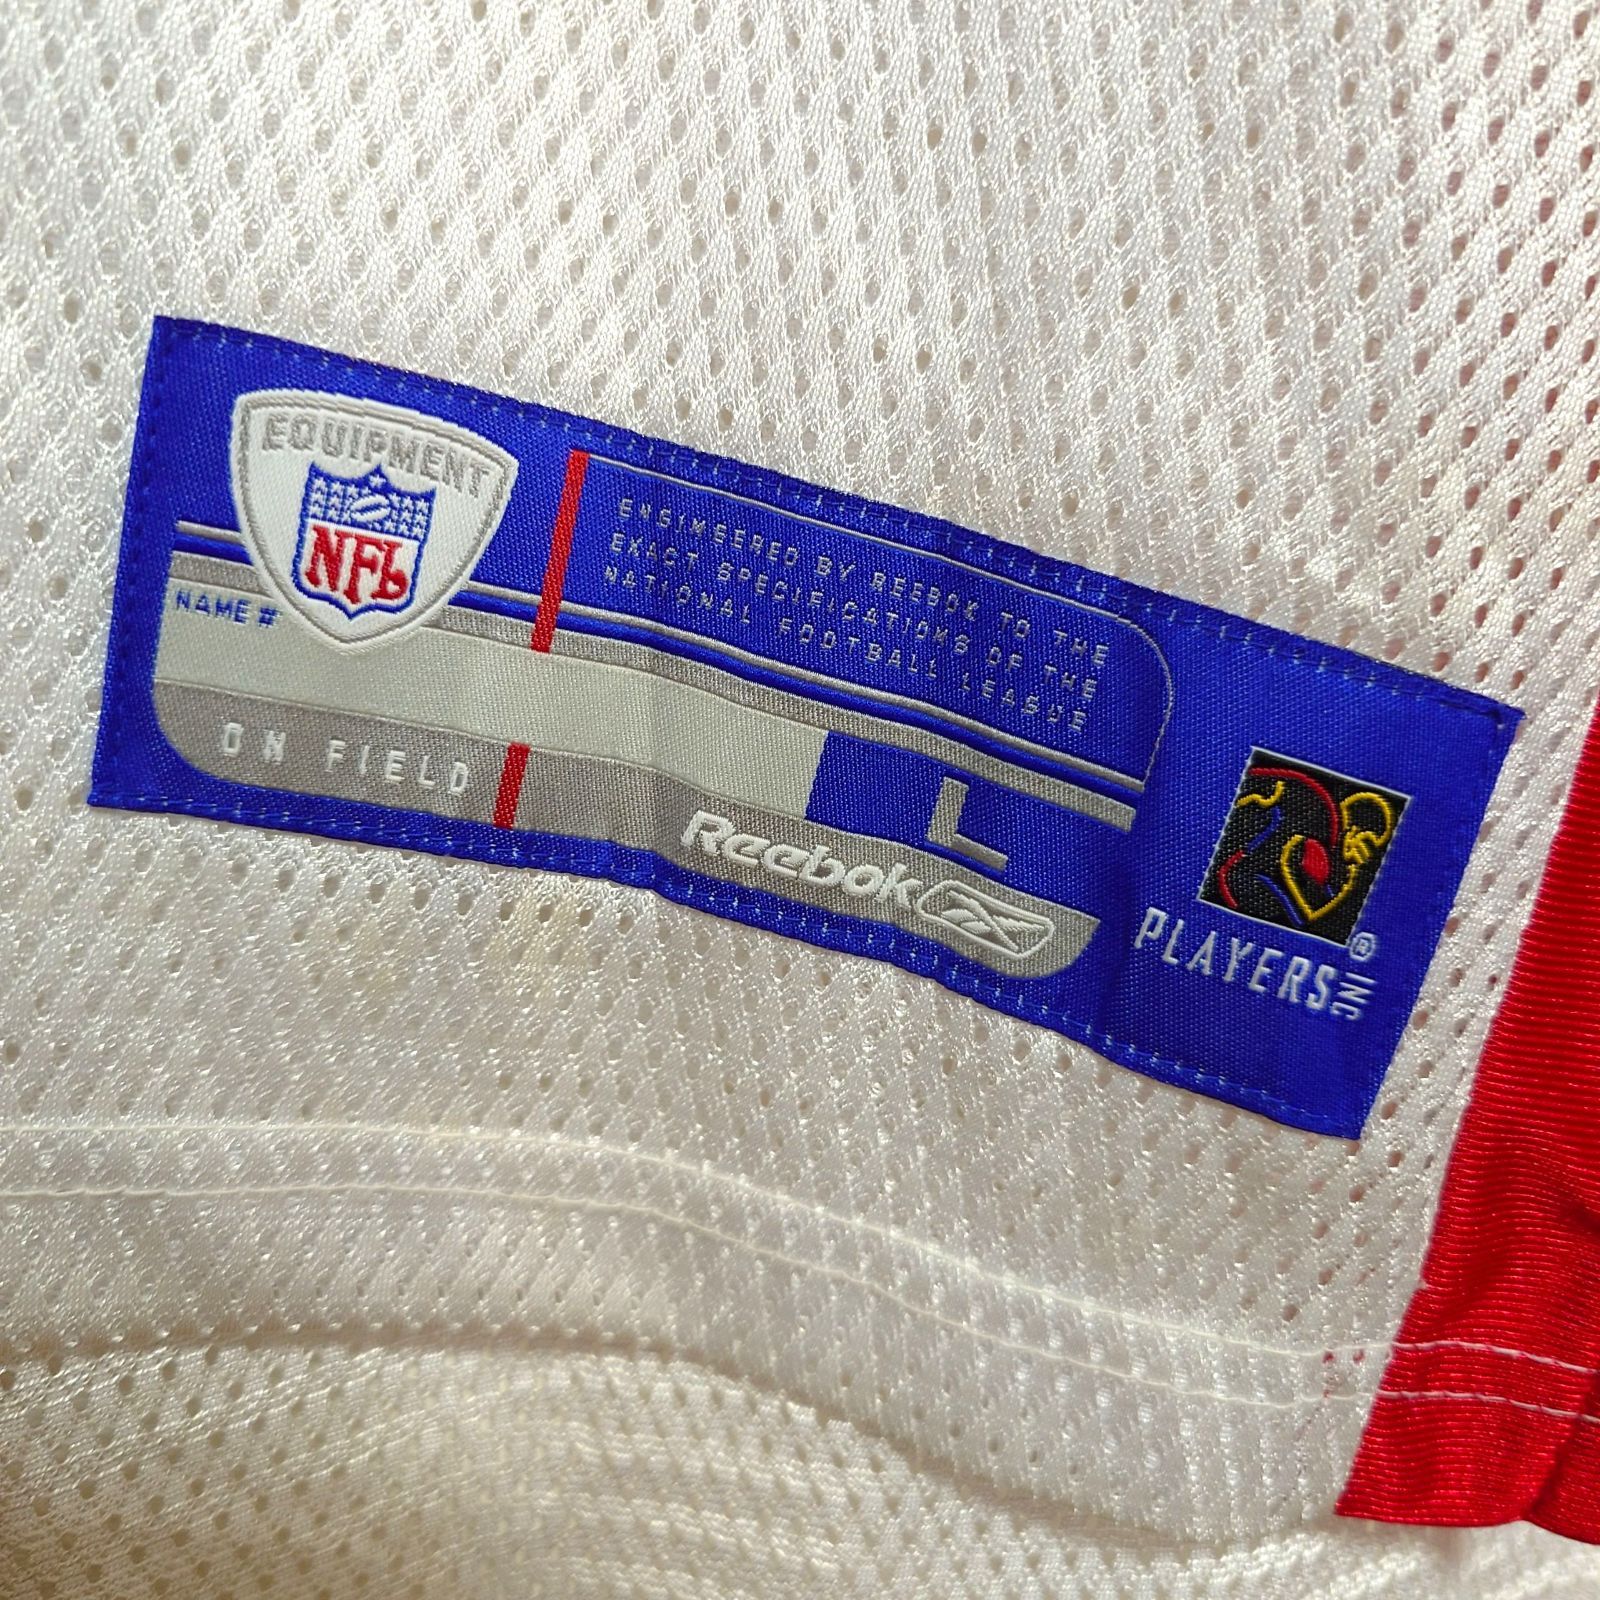 EQUIPMENT
NFL
NAME #
ENGINEERED BY REEBOK TO THE
EXACT SPECIFICATIONS OF THE
NATIONAL FOOTBALL LEAGUE
L
ON FIELD
Reebok
PLAYERS INC ®